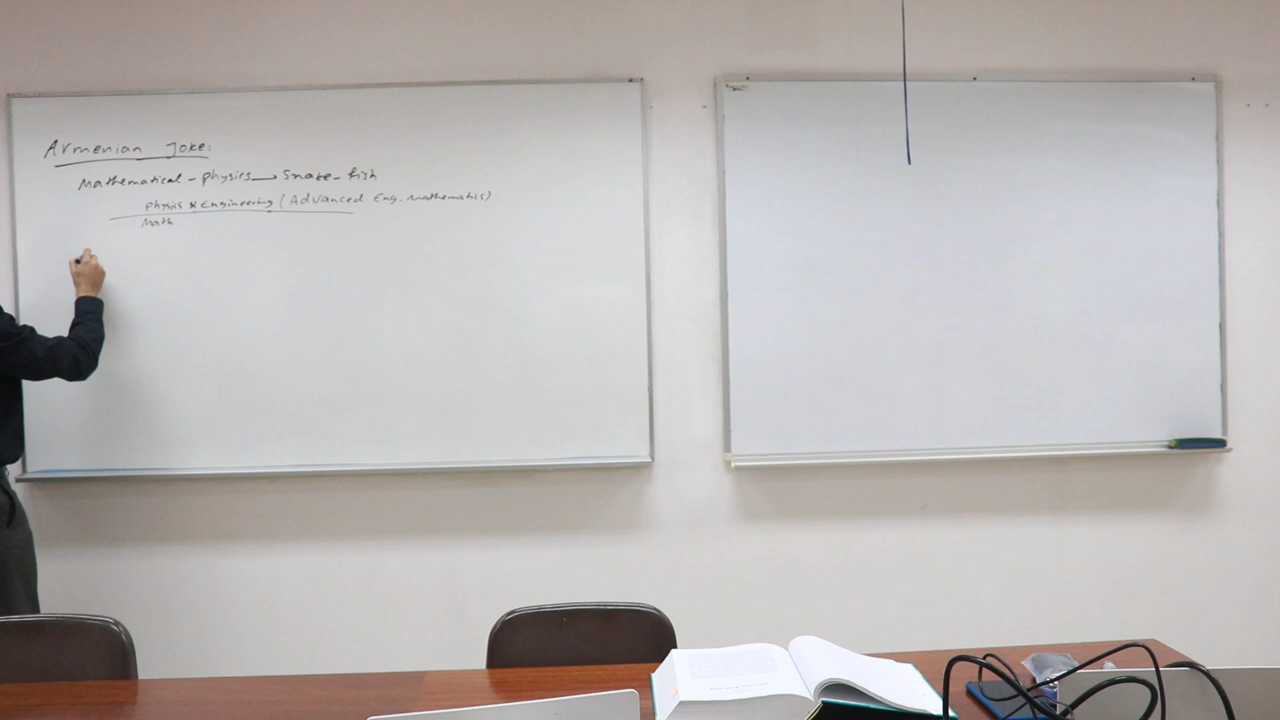 Armenian Joke:
Mathematical - physics → Snake - fish
physics & Engineering (Advanced Eng. Mathematics)
Math